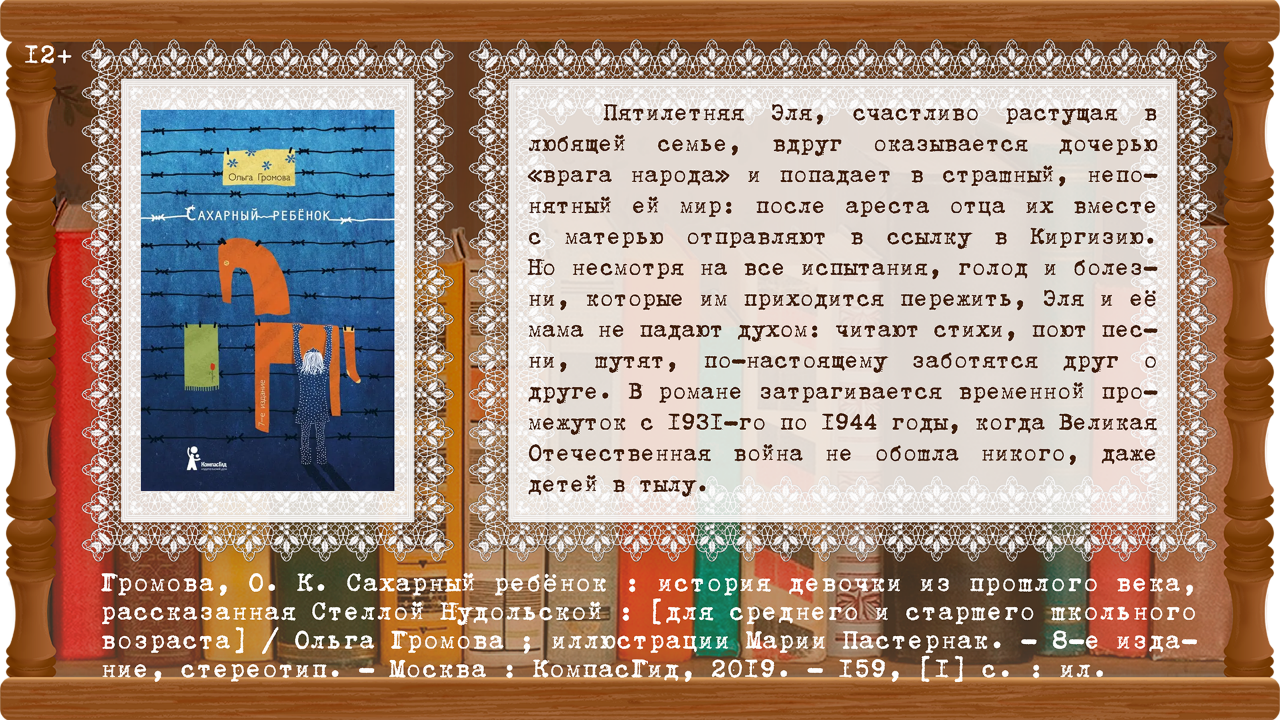 12+
Ольга Громова
САХАРНЫЙ РЕБЁНОК
7-е издание
КомпасГид
Пятилетняя Эля, счастливо растущая в
любящей семье, вдруг оказывается дочерью
«врага народа» и попадает в страшный, непо-
нятный ей мир: после ареста отца их вместе
с матерью отправляют в ссылку в Киргизию.
Но несмотря на все испытания, голод и болез-
ни, которые им приходится пережить, Эля и её
мама не падают духом: читают стихи, поют пес-
ни, шутят, по-настоящему заботятся друг о
друге. В романе затрагивается временной про-
межуток с 1931-го по 1944 годы, когда Великая
Отечественная война не обошла никого, даже
детей в тылу.
Громова, О. К. Сахарный ребёнок : история девочки из прошлого века,
рассказанная Стеллой Нудольской : [для среднего и старшего школьного
возраста] / Ольга Громова ; иллюстрации Марии Пастернак. – 8-е изда-
ние, стереотип. – Москва : КомпасГид, 2019. – 159, [1] с. : ил.